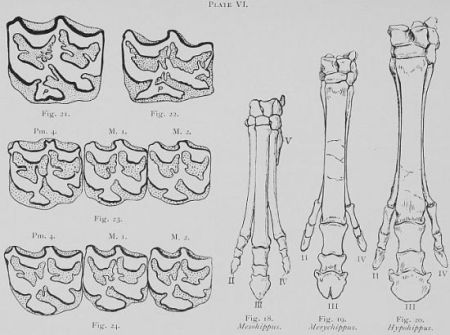 PLATE VI.
Fig. 21.
Fig. 22.
Pm. 4. M. 1. M. 2.
Fig. 23.
Pm. 4. M. 1. M. 2.
Fig. 24.
V
II
III
IV
Fig. 18.
Mesohippus.
II
IV
III
Fig. 19.
Merychippus.
II
IV
III
Fig. 20.
Hypohippus.
P